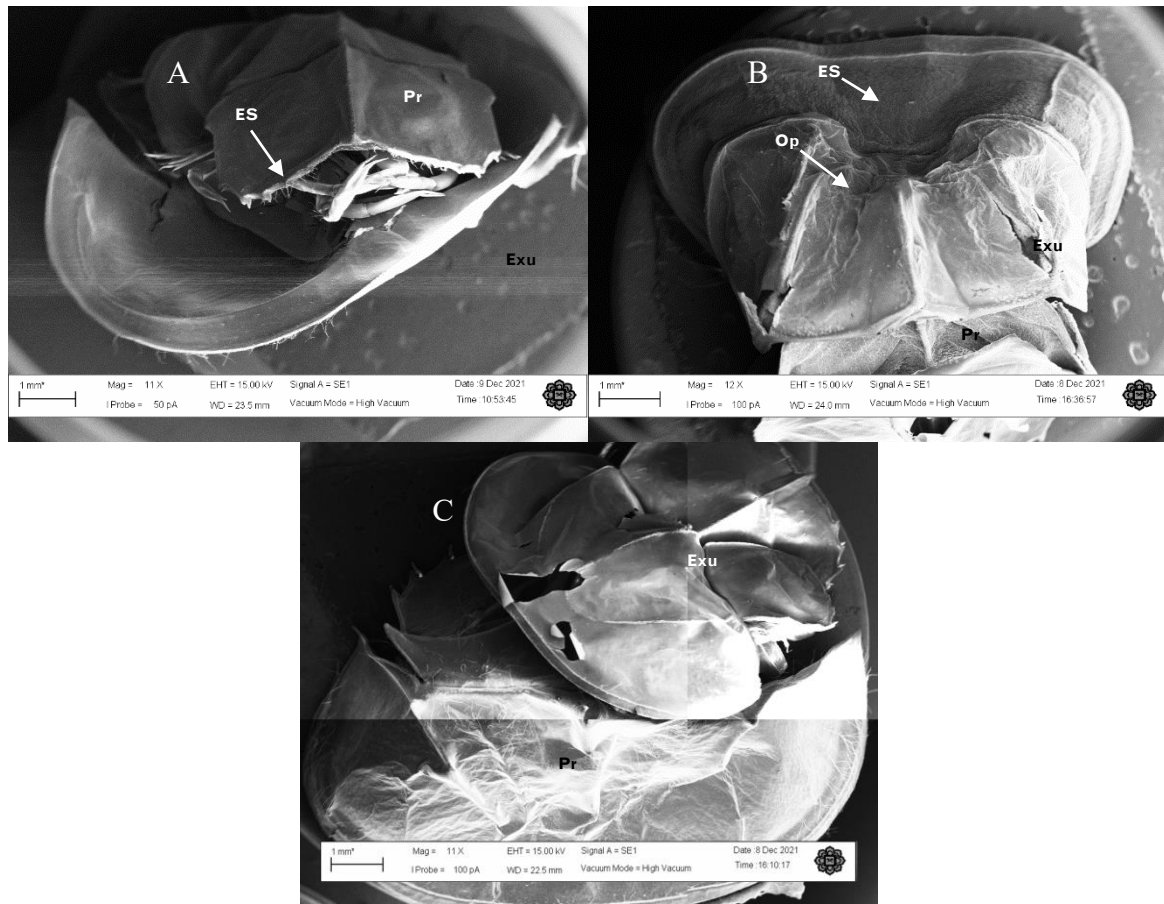 A
Pr
ES
Exu
1 mm*
Mag = 11 X
EHT = 15.00 kV
Signal A = SE1
Date :9 Dec 2021
I Probe = 50 pA
WD = 23.5 mm
Vacuum Mode = High Vacuum
Time :10:53:45
B
ES
Op
Exu
Pr
1 mm*
Mag = 12 X
EHT = 15.00 kV
Signal A = SE1
Date :8 Dec 2021
I Probe = 100 pA
WD = 24.0 mm
Vacuum Mode = High Vacuum
Time :16:36:57
C
Exu
Pr
1 mm*
Mag = 11 X
EHT = 15.00 kV
Signal A = SE1
Date :8 Dec 2021
I Probe = 100 pA
WD = 22.5 mm
Vacuum Mode = High Vacuum
Time :16:10:17